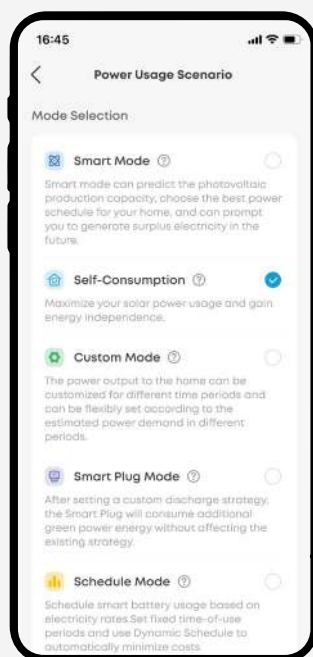 16:45
Power Usage Scenario
Mode Selection
Smart Mode ?
Smart mode can predict the photovoltaic
production capacity, choose the best power
schedule for your home, and can prompt
you to generate surplus electricity in the
future.
Self-Consumption ?
Maximize your solar power usage and gain
energy independence.
Custom Mode ?
The power output to the home can be
customized for different time periods and
can be flexibly set according to the
estimated power demand in different
periods.
Smart Plug Mode ?
After setting a custom discharge strategy,
the Smart Plug will consume additional
green power energy without affecting the
existing strategy.
Schedule Mode ?
Schedule smart battery usage based on
electricity rates.Set fixed time-of-use
periods and use Dynamic Schedule to
automatically minimize costs